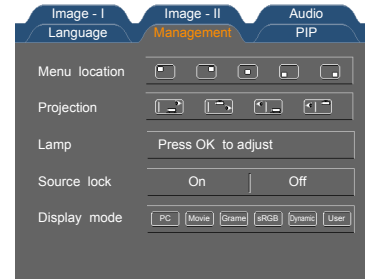 Image - I Image - II Audio
Language Management PIP
Menu location
Projection
Lamp Press OK to adjust
Source lock On Off
Display mode PC Movie Grame sRGB Dynamic User